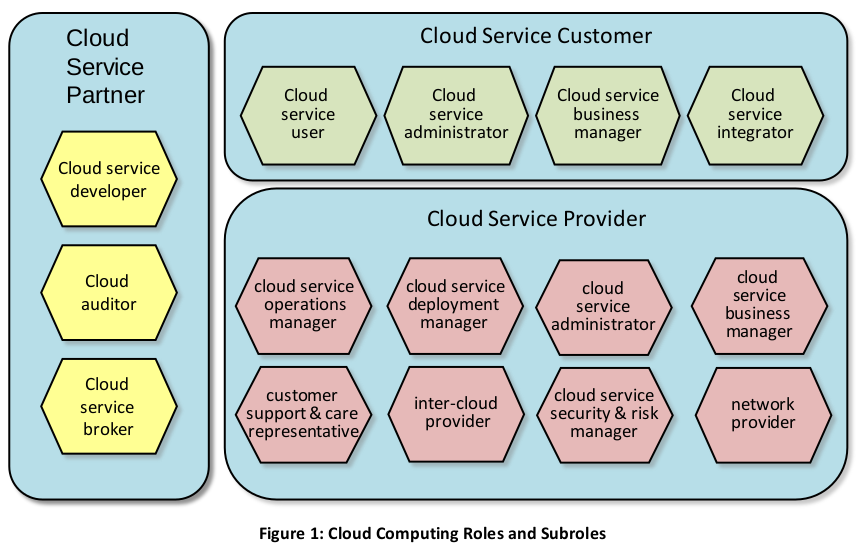 Cloud
Service
Partner
Cloud service
developer
Cloud
auditor
Cloud
service
broker
Cloud Service Customer
Cloud
service
user
Cloud
service
administrator
Cloud service
business
manager
Cloud
service
integrator
Cloud Service Provider
cloud service
operations
manager
cloud service
deployment
manager
cloud
service
administrator
cloud
service
business
manager
customer
support & care
representative
inter-cloud
provider
cloud service
security & risk
manager
network
provider
Figure 1: Cloud Computing Roles and Subroles